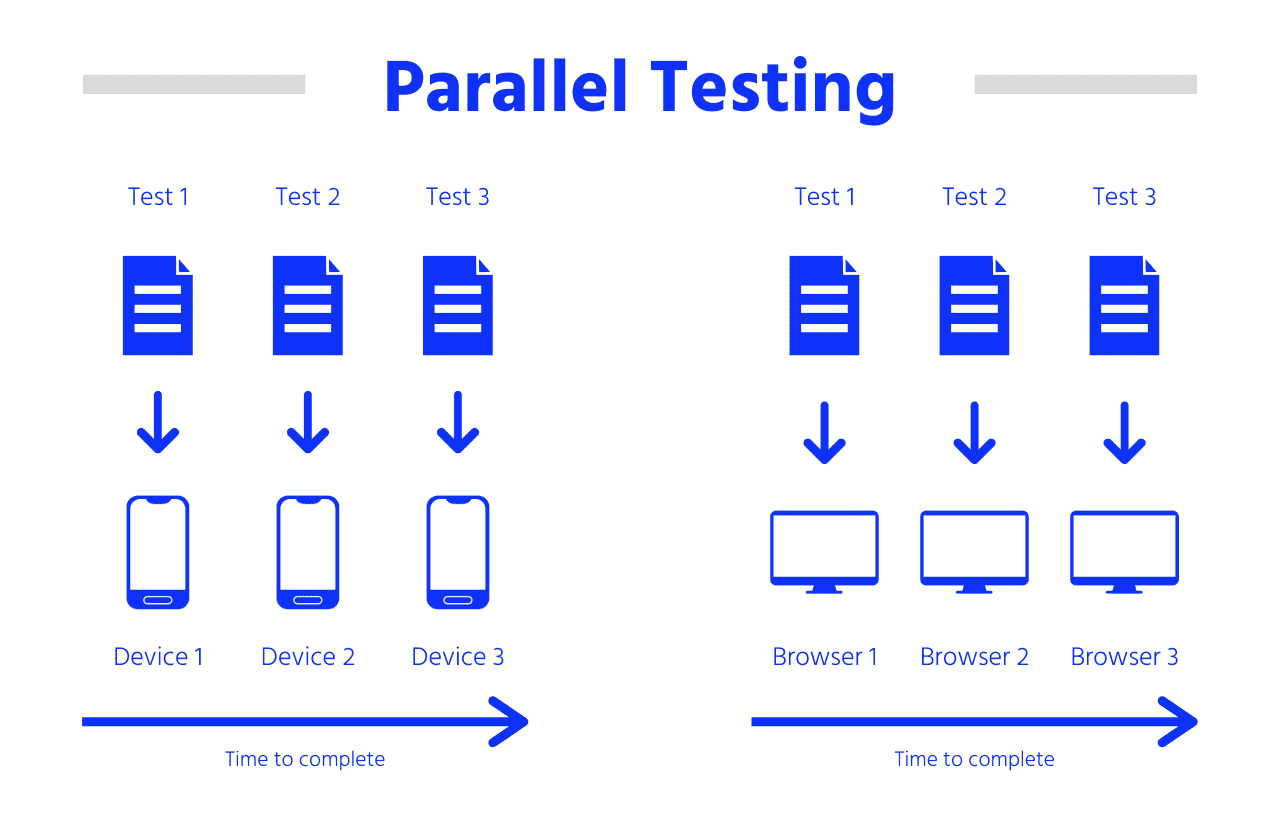 Parallel Testing
Test 1 Test 2 Test 3
Device 1 Device 2 Device 3
Time to complete
Test 1 Test 2 Test 3
Browser 1 Browser 2 Browser 3
Time to complete